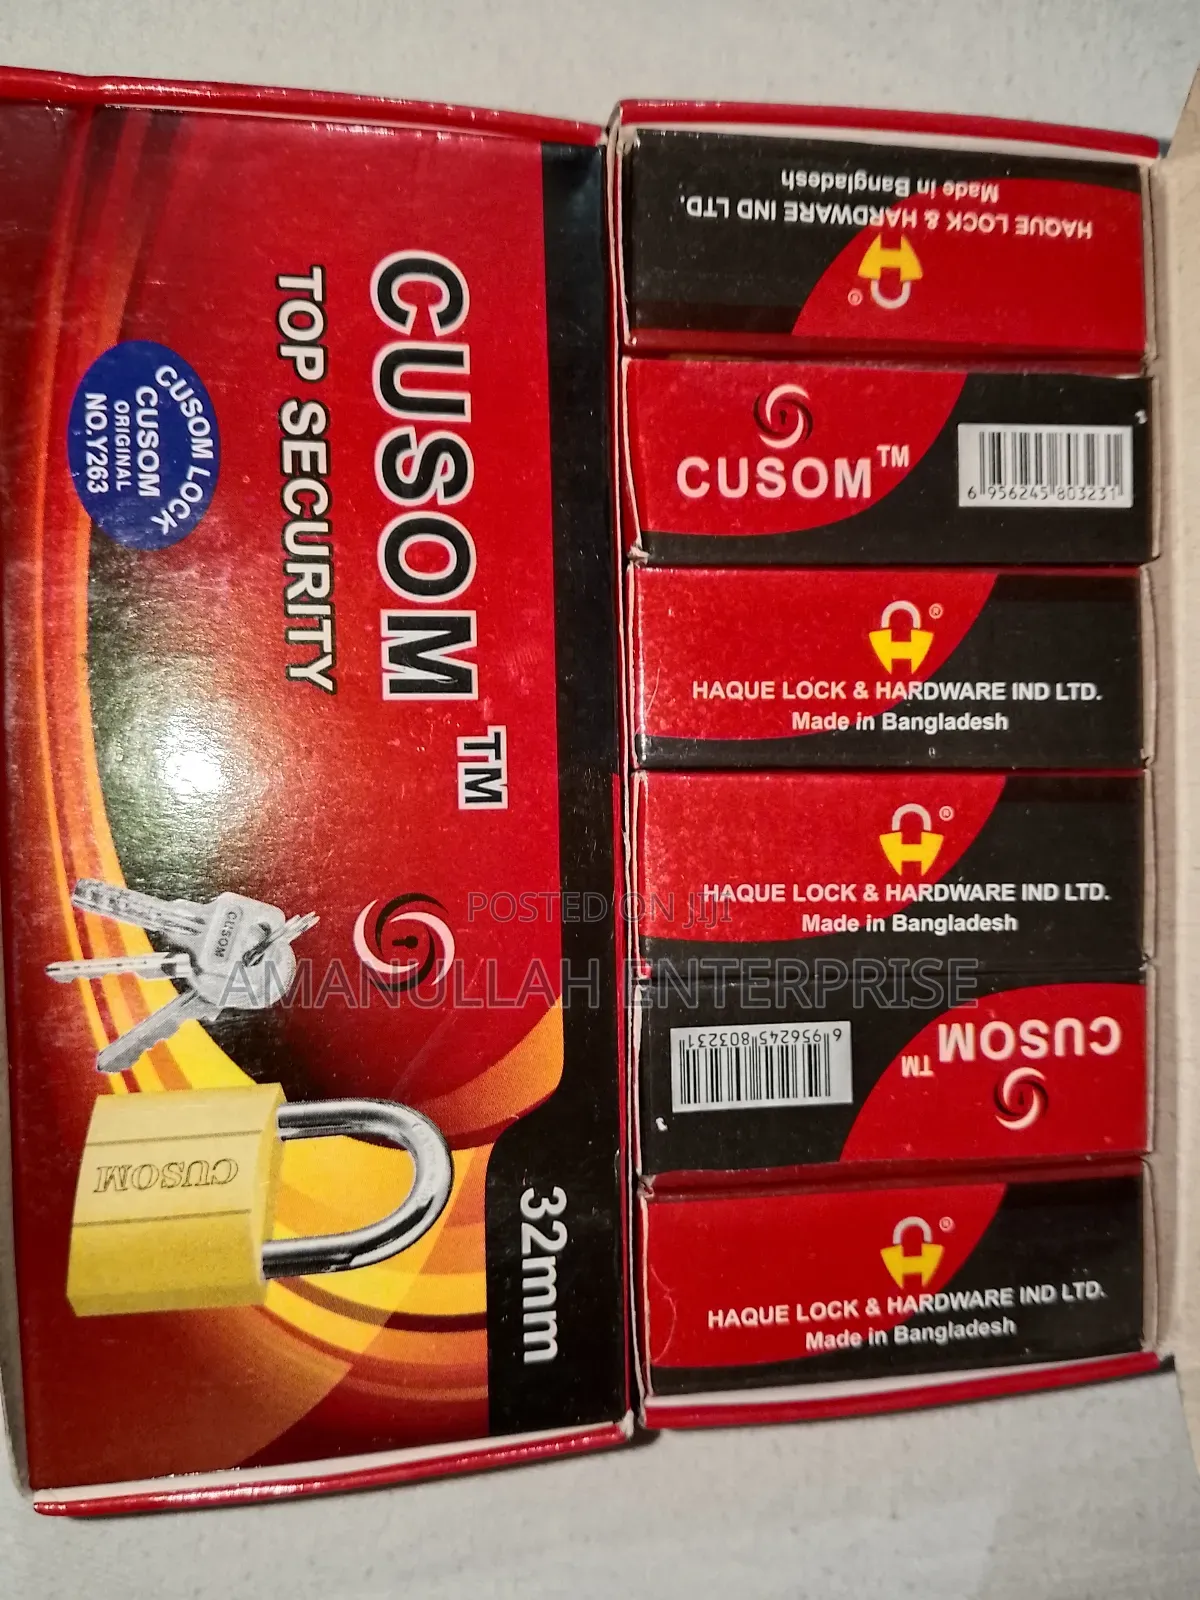 CUSOM TM
TOP SECURITY
CUSOM LOCK
CUSOM
ORIGINAL
NO.Y263
CUSOM
CUSOM
32mm
HAQUE LOCK & HARDWARE IND LTD.
Made in Bangladesh
CUSOM TM
6 956245 803231
HAQUE LOCK & HARDWARE IND LTD.
Made in Bangladesh
HAQUE LOCK & HARDWARE IND LTD.
Made in Bangladesh
CUSOM TM
6 956245 803231
HAQUE LOCK & HARDWARE IND LTD.
Made in Bangladesh
POSTED ON JIJI
AMANULLAH ENTERPRISE